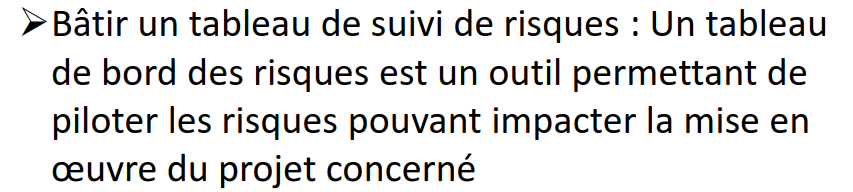 ➢Bâtir un tableau de suivi de risques : Un tableau
de bord des risques est un outil permettant de
piloter les risques pouvant impacter la mise en
œuvre du projet concerné